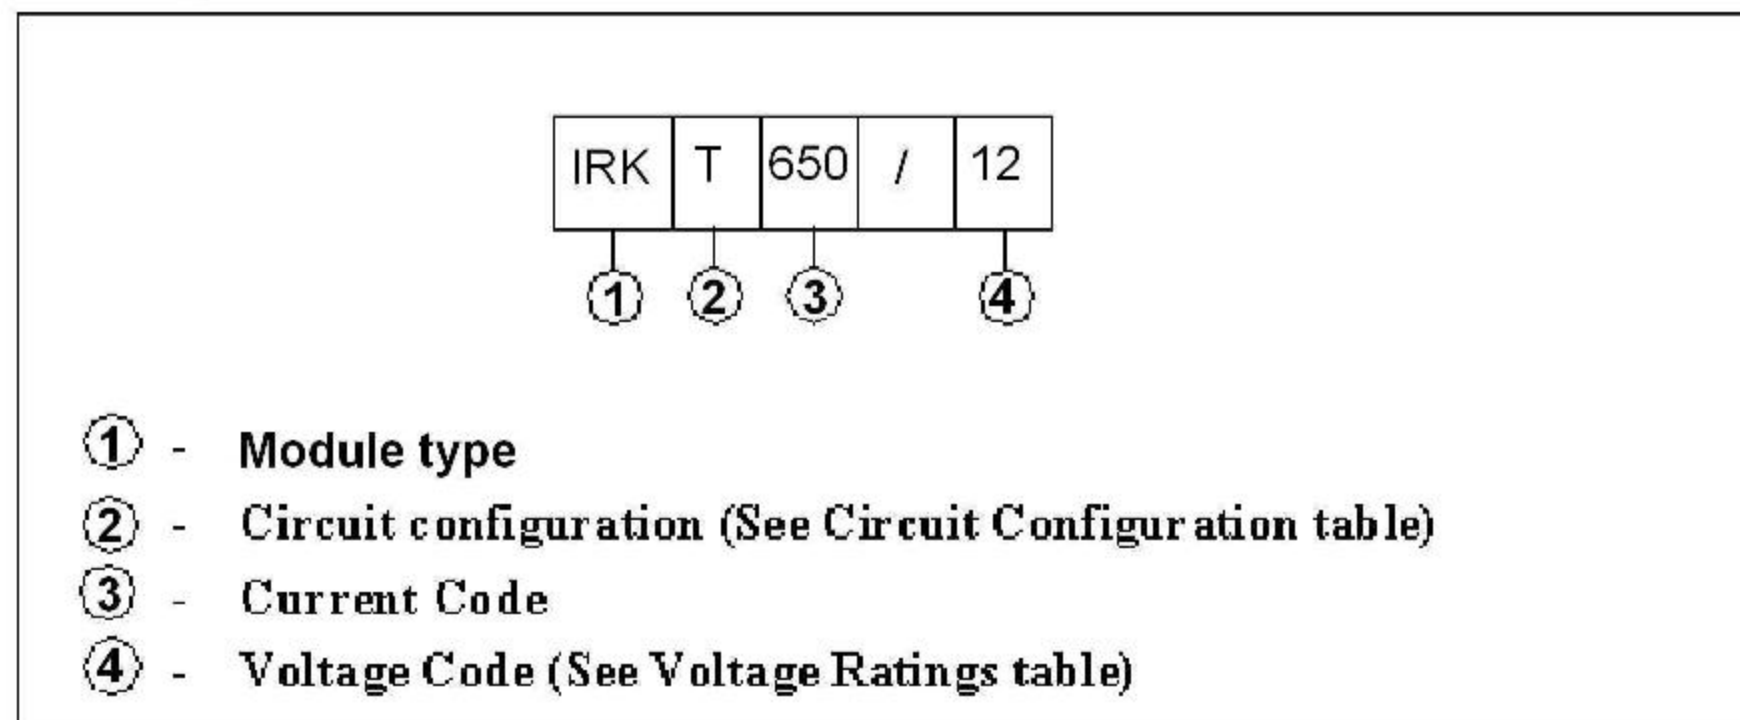 IRK T 650 / 12
1 2 3 4
1 - Module type
2 - Circuit configuration (See Circuit Configuration table)
3 - Current Code
4 - Voltage Code (See Voltage Ratings table)